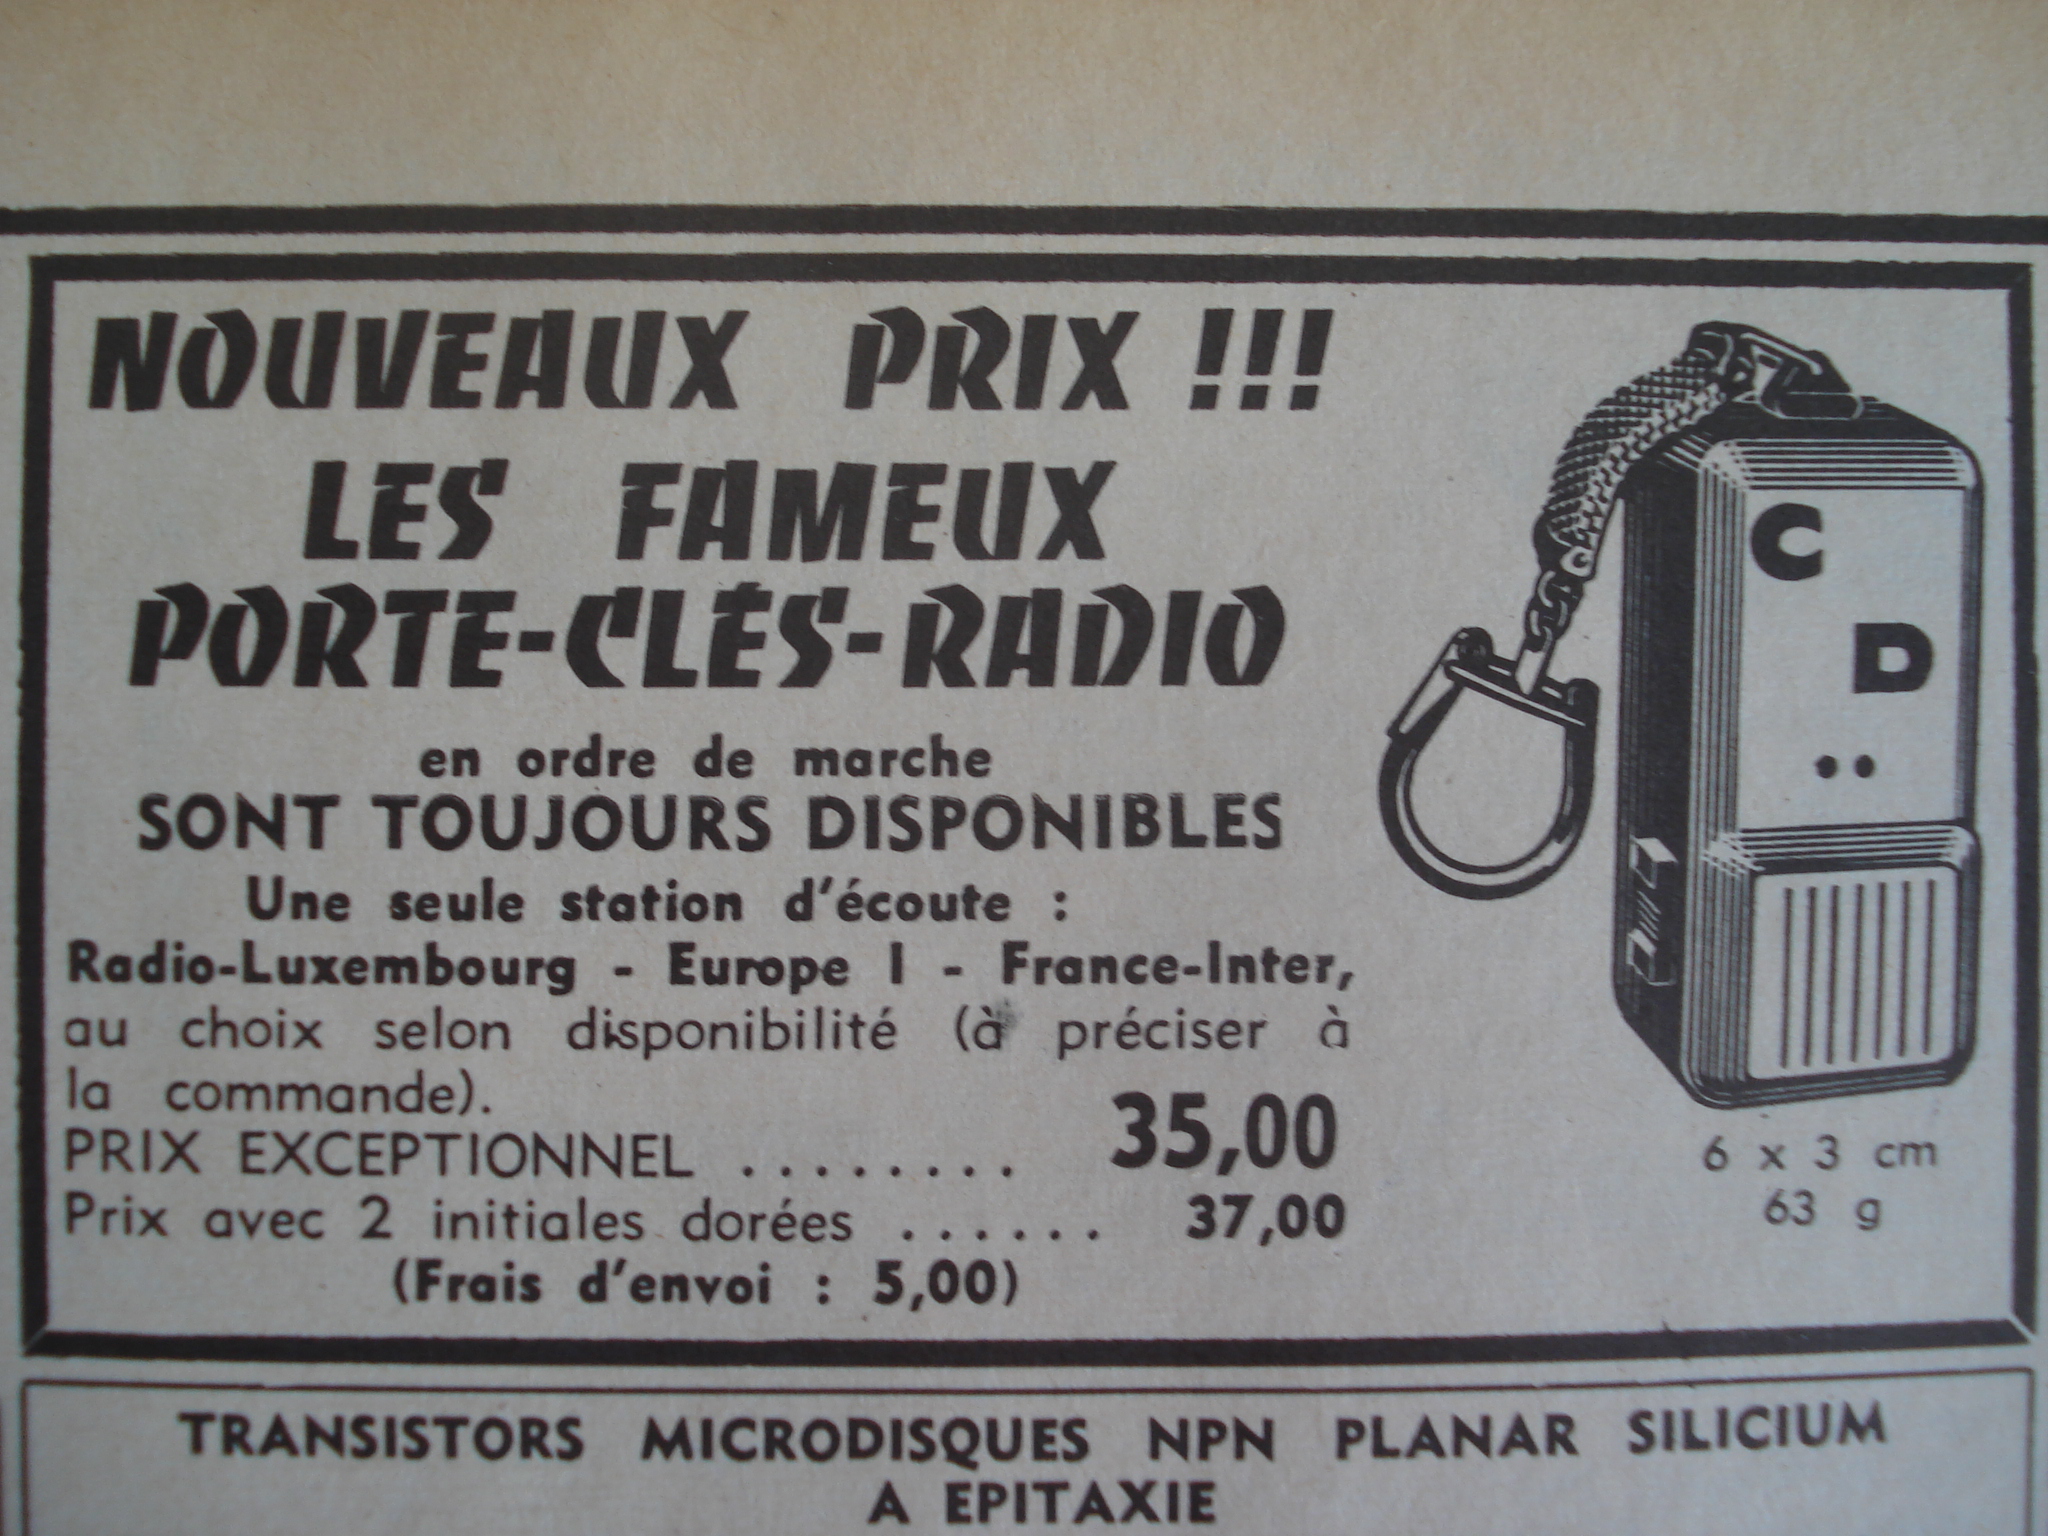 NOUVEAUX PRIX !!!
LES FAMEUX
PORTE-CLÉS-RADIO
en ordre de marche
SONT TOUJOURS DISPONIBLES
Une seule station d'écoute :
Radio-Luxembourg - Europe I - France-Inter,
au choix selon disponibilité (à préciser à
la commande).
PRIX EXCEPTIONNEL ........ 35,00
Prix avec 2 initiales dorées ...... 37,00
(Frais d'envoi : 5,00)
C
D
6 x 3 cm
63 g
TRANSISTORS MICRODISQUES NPN PLANAR SILICIUM
A EPITAXIE